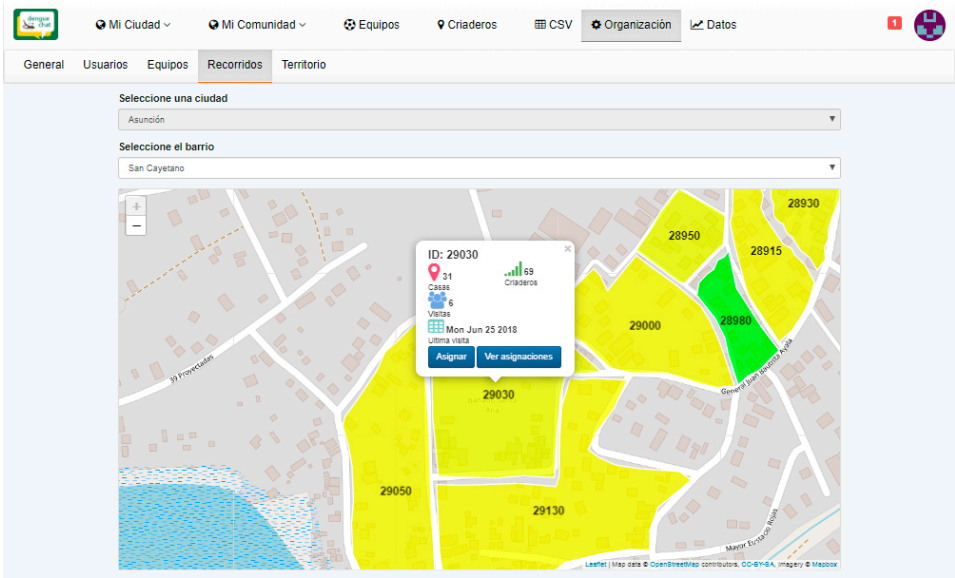 dengue
chat
Mi Ciudad
Mi Comunidad
Equipos
Criaderos
CSV
Organización
Datos
1
General
Usuarios
Equipos
Recorridos
Territorio
Seleccione una ciudad
Asunción
Seleccione el barrio
San Cayetano
+
−
28930
28950
28915
ID: 29030
×
31
Casas
69
Criaderos
6
Visitas
Mon Jun 25 2018
Ultima visita
Asignar
Ver asignaciones
29000
28980
39 Proyectadas
General Juan Bautista Ayala
29030
29050
29130
Mayor Eustacio Rojas
Leaflet | Map data © OpenStreetMap contributors, CC-BY-SA, Imagery © Mapbox